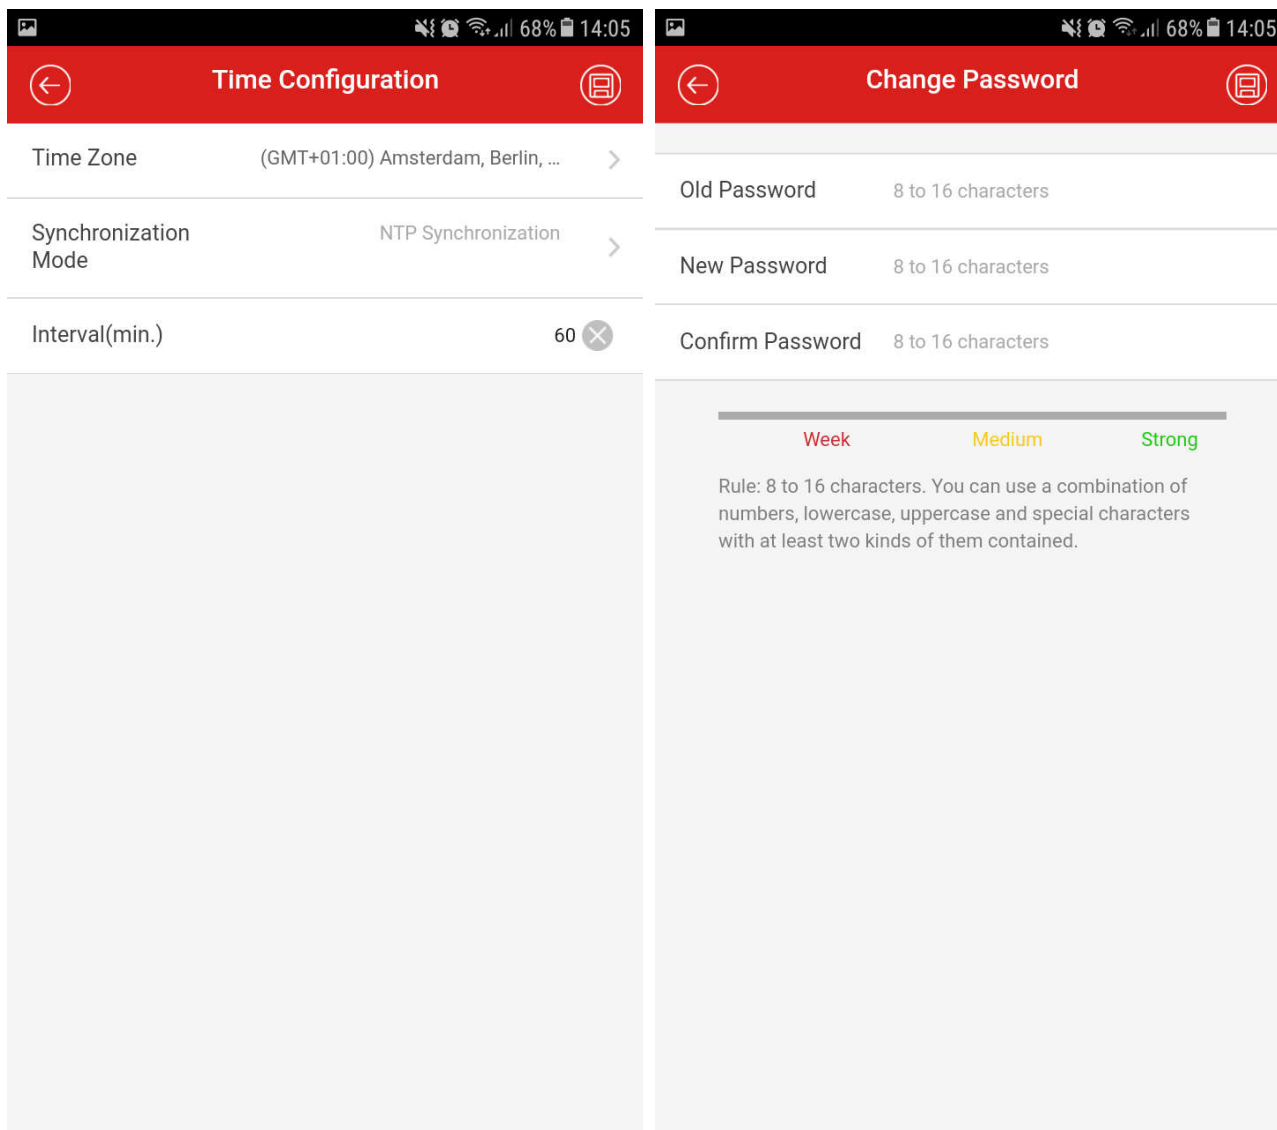 68% 14:05
Time Configuration
Time Zone (GMT+01:00) Amsterdam, Berlin, ...
Synchronization NTP Synchronization
Mode
Interval(min.) 60
68% 14:05
Change Password
Old Password 8 to 16 characters
New Password 8 to 16 characters
Confirm Password 8 to 16 characters
Week Medium Strong
Rule: 8 to 16 characters. You can use a combination of
numbers, lowercase, uppercase and special characters
with at least two kinds of them contained.